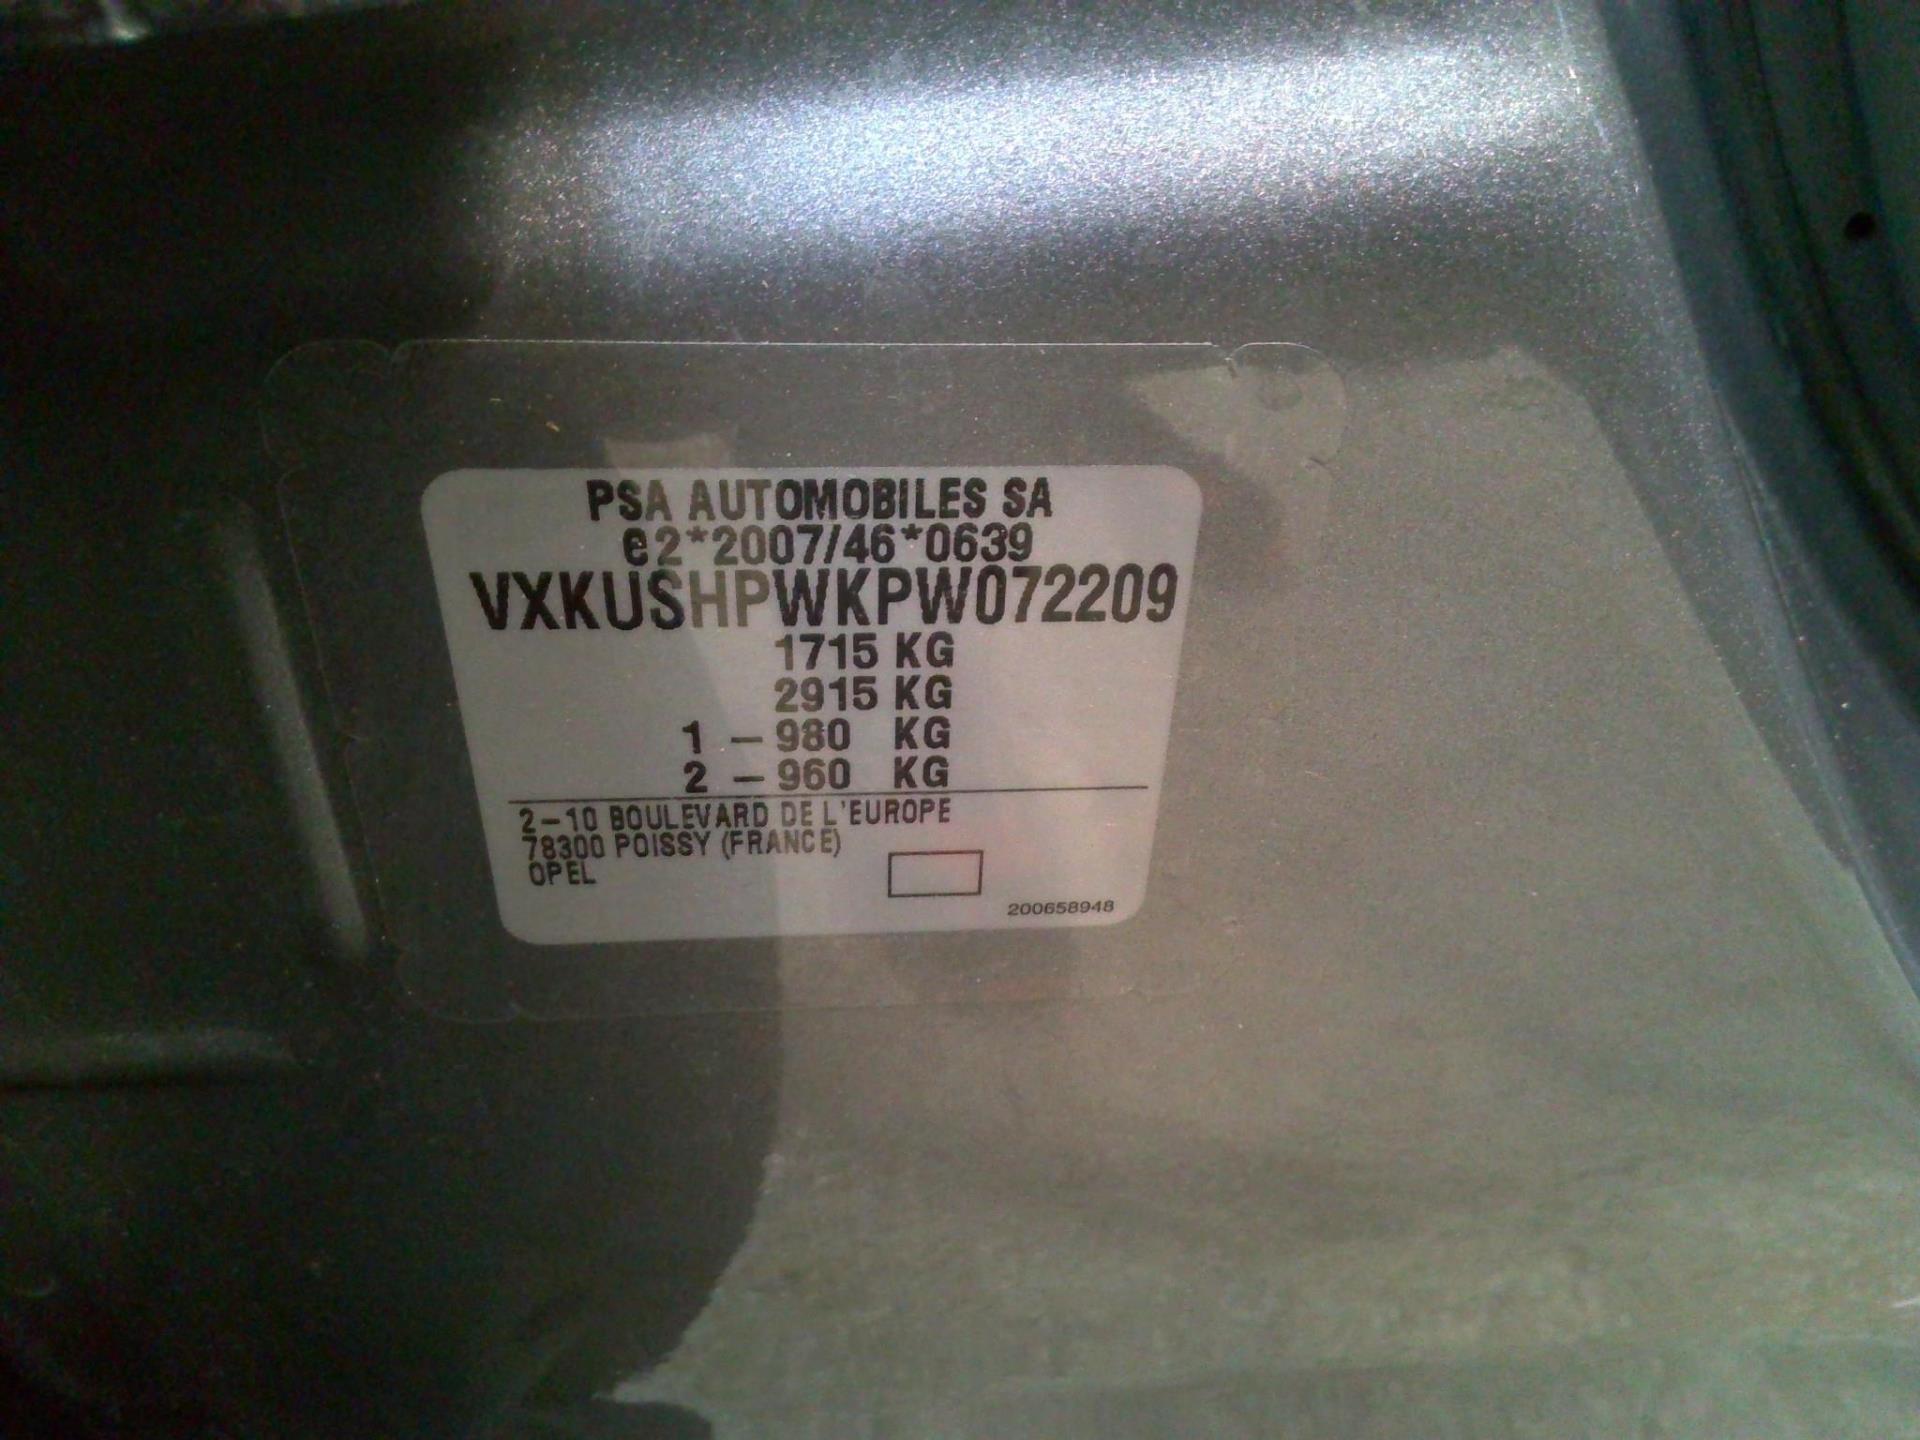 PSA AUTOMOBILES SA
e2*2007/46*0639
VXKUSHPWKPW072209
1715 KG
2915 KG
1 – 980 KG
2 – 960 KG
2–10 BOULEVARD DE L'EUROPE
78300 POISSY (FRANCE)
OPEL
200658948